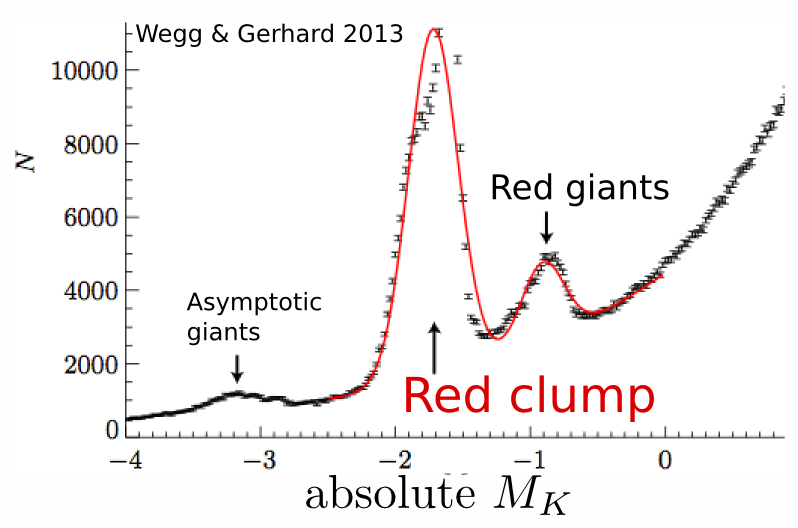 Wegg & Gerhard 2013
10000
8000
6000
4000
2000
0
N
Red giants
Asymptotic
giants
Red clump
−4 −3 −2 −1 0
absolute M_K